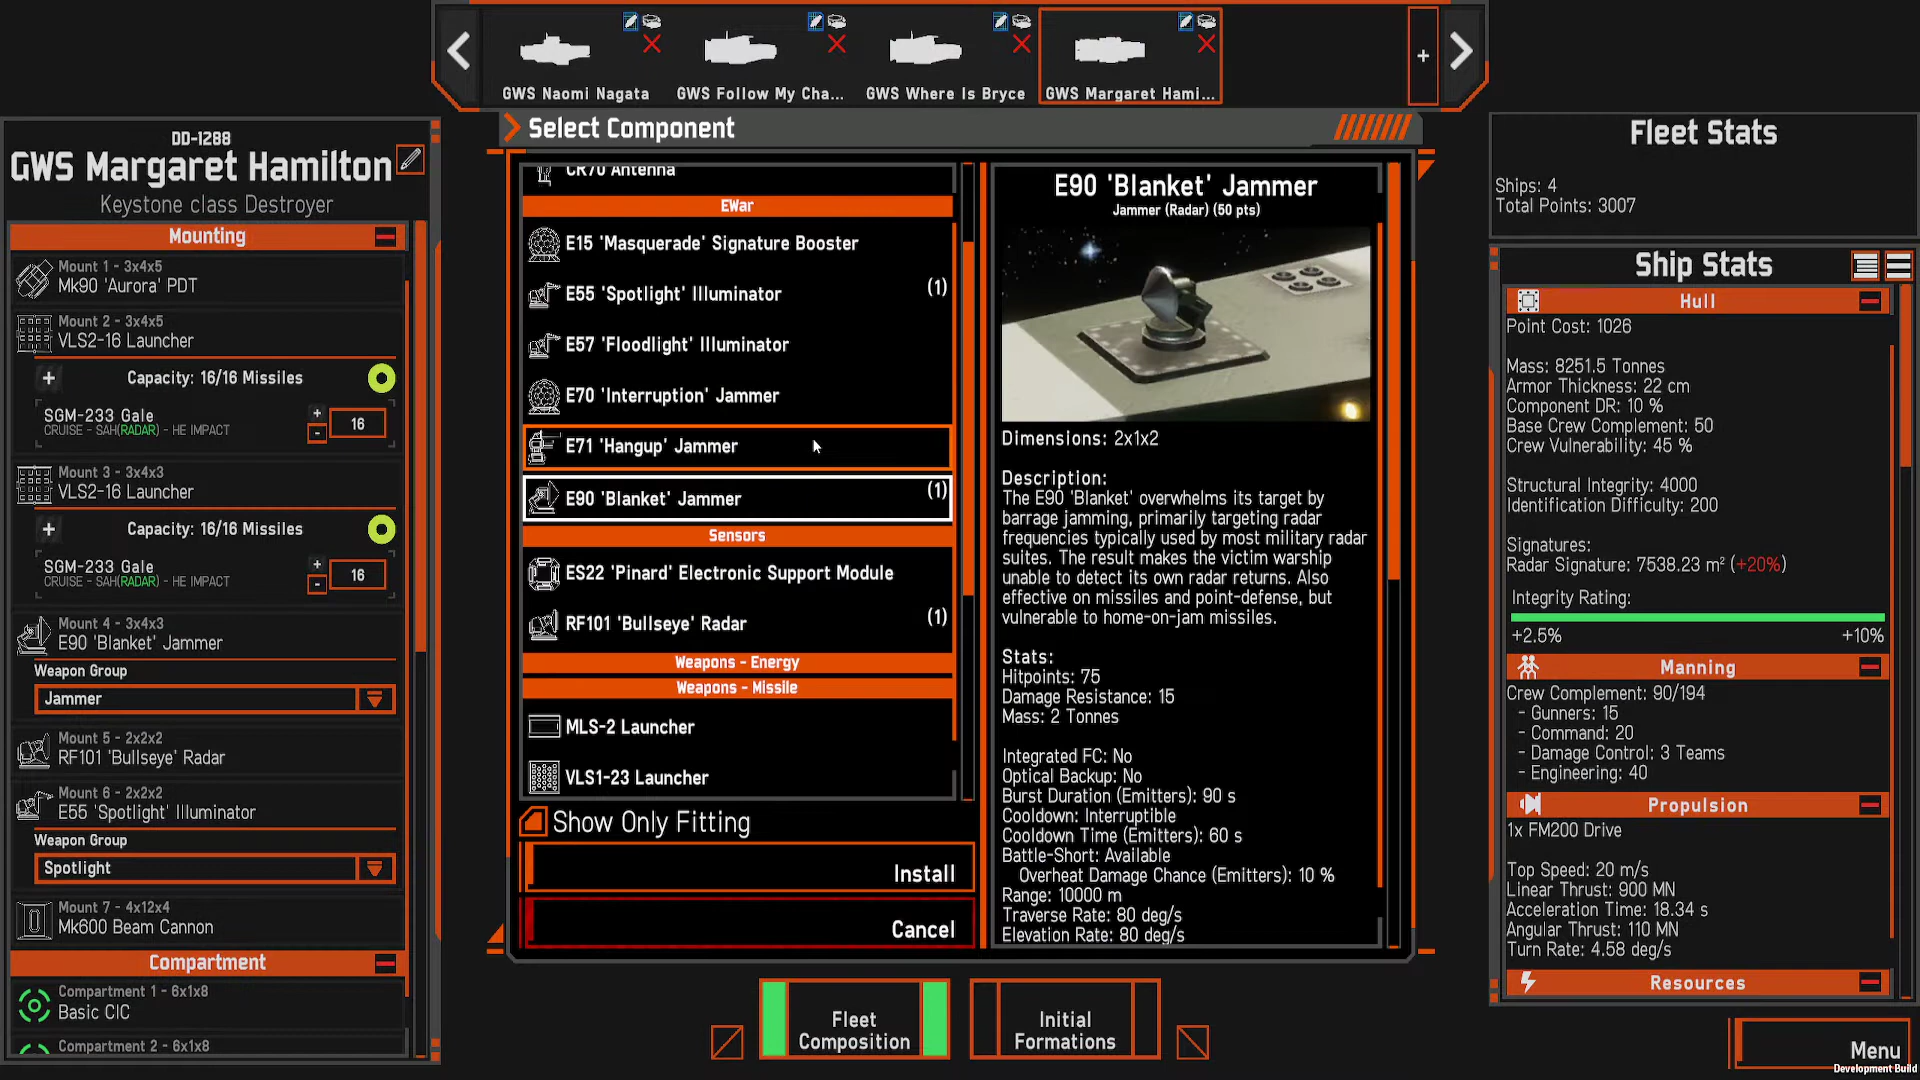 GWS Naomi Nagata
GWS Follow My Cha...
GWS Where Is Bryce
GWS Margaret Hami...
+
DD-1288
GWS Margaret Hamilton
Keystone class Destroyer
Mounting
Mount 1 - 3x4x5
Mk90 'Aurora' PDT
Mount 2 - 3x4x5
VLS2-16 Launcher
+
Capacity: 16/16 Missiles
SGM-233 Gale
CRUISE - SAH(RADAR) - HE IMPACT
+
-
16
Mount 3 - 3x4x3
VLS2-16 Launcher
+
Capacity: 16/16 Missiles
SGM-233 Gale
CRUISE - SAH(RADAR) - HE IMPACT
+
-
16
Mount 4 - 3x4x3
E90 'Blanket' Jammer
Weapon Group
Jammer
Mount 5 - 2x2x2
RF101 'Bullseye' Radar
Mount 6 - 2x2x2
E55 'Spotlight' Illuminator
Weapon Group
Spotlight
Mount 7 - 4x12x4
Mk600 Beam Cannon
Compartment
Compartment 1 - 6x1x8
Basic CIC
Compartment 2 - 6x1x8
Select Component
CR70 Antenna
EWar
E15 'Masquerade' Signature Booster
E55 'Spotlight' Illuminator (1)
E57 'Floodlight' Illuminator
E70 'Interruption' Jammer
E71 'Hangup' Jammer
E90 'Blanket' Jammer (1)
Sensors
ES22 'Pinard' Electronic Support Module
RF101 'Bullseye' Radar (1)
Weapons - Energy
Weapons - Missile
MLS-2 Launcher
VLS1-23 Launcher
Show Only Fitting
Install
Cancel
E90 'Blanket' Jammer
Jammer (Radar) (50 pts)
Dimensions: 2x1x2
Description:
The E90 'Blanket' overwhelms its target by
barrage jamming, primarily targeting radar
frequencies typically used by most military radar
suites. The result makes the victim warship
unable to detect its own radar returns. Also
effective on missiles and point-defense, but
vulnerable to home-on-jam missiles.
Stats:
Hitpoints: 75
Damage Resistance: 15
Mass: 2 Tonnes
Integrated FC: No
Optical Backup: No
Burst Duration (Emitters): 90 s
Cooldown: Interruptible
Cooldown Time (Emitters): 60 s
Battle-Short: Available
Overheat Damage Chance (Emitters): 10 %
Range: 10000 m
Traverse Rate: 80 deg/s
Elevation Rate: 80 deg/s
Fleet
Composition
Initial
Formations
Fleet Stats
Ships: 4
Total Points: 3007
Ship Stats
Hull
Point Cost: 1026
Mass: 8251.5 Tonnes
Armor Thickness: 22 cm
Component DR: 10 %
Base Crew Complement: 50
Crew Vulnerability: 45 %
Structural Integrity: 4000
Identification Difficulty: 200
Signatures:
Radar Signature: 7538.23 m² (+20%)
Integrity Rating:
+2.5% +10%
Manning
Crew Complement: 90/194
- Gunners: 15
- Command: 20
- Damage Control: 3 Teams
- Engineering: 40
Propulsion
1x FM200 Drive
Top Speed: 20 m/s
Linear Thrust: 900 MN
Acceleration Time: 18.34 s
Angular Thrust: 110 MN
Turn Rate: 4.58 deg/s
Resources
Menu
Development Build